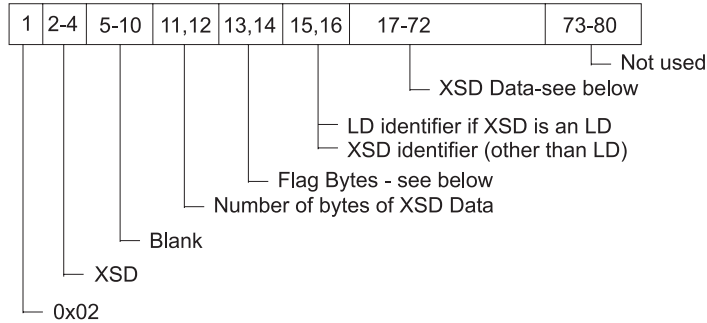 1 2-4 5-10 11,12 13,14 15,16 17-72 73-80
Not used
XSD Data-see below
LD identifier if XSD is an LD
XSD identifier (other than LD)
Flag Bytes - see below
Number of bytes of XSD Data
Blank
XSD
0x02